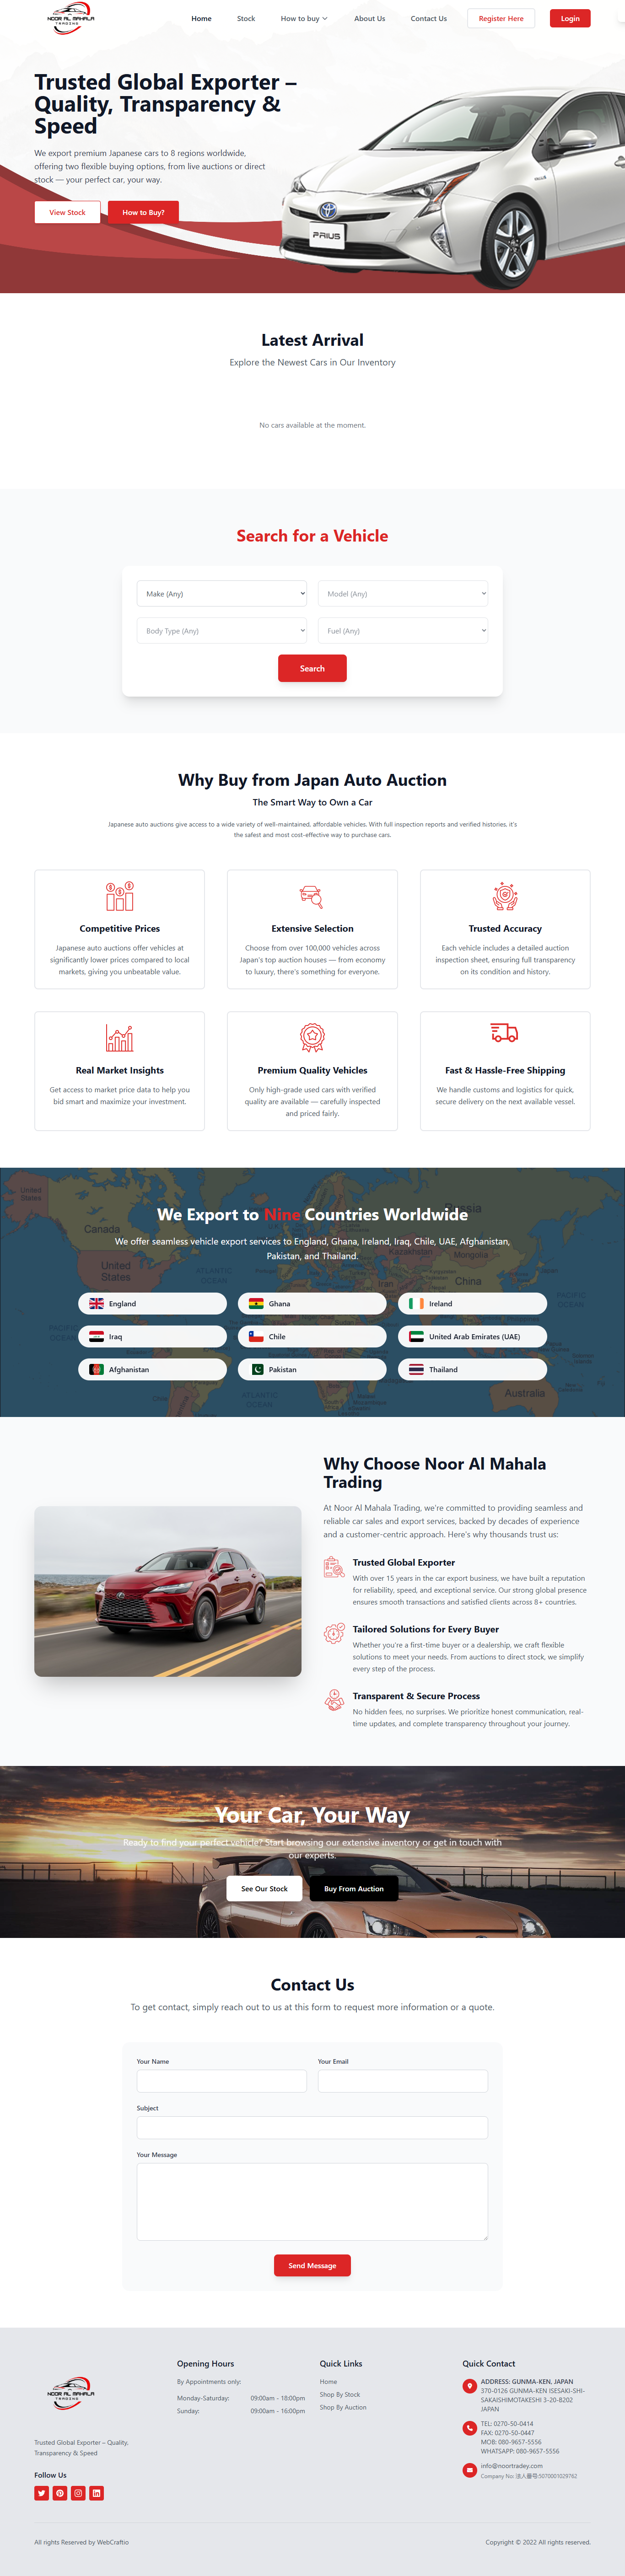 NOOR AL MAHALA
TRADING
Home
Stock
How to buy
About Us
Contact Us
Register Here
Login
Trusted Global Exporter –
Quality, Transparency &
Speed
We export premium Japanese cars to 8 regions worldwide,
offering two flexible buying options, from live auctions or direct
stock — your perfect car, your way.
View Stock
How to Buy?
PRIUS
Latest Arrival
Explore the Newest Cars in Our Inventory
No cars available at the moment.
Search for a Vehicle
Make (Any)
Model (Any)
Body Type (Any)
Fuel (Any)
Search
Why Buy from Japan Auto Auction
The Smart Way to Own a Car
Japanese auto auctions give access to a wide variety of well-maintained, affordable vehicles. With full inspection reports and verified histories, it's
the safest and most cost-effective way to purchase cars.
Competitive Prices
Japanese auto auctions offer vehicles at
significantly lower prices compared to local
markets, giving you unbeatable value.
Extensive Selection
Choose from over 100,000 vehicles across
Japan's top auction houses — from economy
to luxury, there's something for everyone.
Trusted Accuracy
Each vehicle includes a detailed auction
inspection sheet, ensuring full transparency
on its condition and history.
Real Market Insights
Get access to market price data to help you
bid smart and maximize your investment.
Premium Quality Vehicles
Only high-grade used cars with verified
quality are available — carefully inspected
and priced fairly.
Fast & Hassle-Free Shipping
We handle customs and logistics for quick,
secure delivery on the next available vessel.
We Export to Nine Countries Worldwide
We offer seamless vehicle export services to England, Ghana, Ireland, Iraq, Chile, UAE, Afghanistan,
Pakistan, and Thailand.
England
Ghana
Ireland
Iraq
Chile
United Arab Emirates (UAE)
Afghanistan
Pakistan
Thailand
United
States
Canada
United
States
ATLANTIC
OCEAN
Russia
Kazakhstan
Mongolia
China
Iran
PACIFIC
OCEAN
PACIFIC
ATLANTIC
OCEAN
Australia
Why Choose Noor Al Mahala
Trading
At Noor Al Mahala Trading, we're committed to providing seamless and
reliable car sales and export services, backed by decades of experience
and a customer-centric approach. Here's why thousands trust us:
Trusted Global Exporter
With over 15 years in the car export business, we have built a reputation
for reliability, speed, and exceptional service. Our strong global presence
ensures smooth transactions and satisfied clients across 8+ countries.
Tailored Solutions for Every Buyer
Whether you're a first-time buyer or a dealership, we craft flexible
solutions to meet your needs. From auctions to direct stock, we simplify
every step of the process.
Transparent & Secure Process
No hidden fees, no surprises. We prioritize honest communication, real-
time updates, and complete transparency throughout your journey.
Your Car, Your Way
Ready to find your perfect vehicle? Start browsing our extensive inventory or get in touch with
our experts.
See Our Stock
Buy From Auction
Contact Us
To get contact, simply reach out to us at this form to request more information or a quote.
Your Name
Your Email
Subject
Your Message
Send Message
NOOR AL MAHALA
TRADING
Trusted Global Exporter – Quality,
Transparency & Speed
Follow Us
Opening Hours
By Appointments only:
Monday-Saturday: 09:00am - 18:00pm
Sunday: 09:00am - 16:00pm
Quick Links
Home
Shop By Stock
Shop By Auction
Quick Contact
ADDRESS: GUNMA-KEN, JAPAN
370-0126 GUNMA-KEN ISESAKI-SHI-
SAKAISHIMOTAKESHI 3-20-8202
JAPAN
TEL: 0270-50-0414
FAX: 0270-50-0447
MOB: 080-9657-5556
WHATSAPP: 080-9657-5556
info@noortradey.com
Company No: 法人番号:5070001029762
All rights Reserved by WebCraftio
Copyright © 2022 All rights reserved.